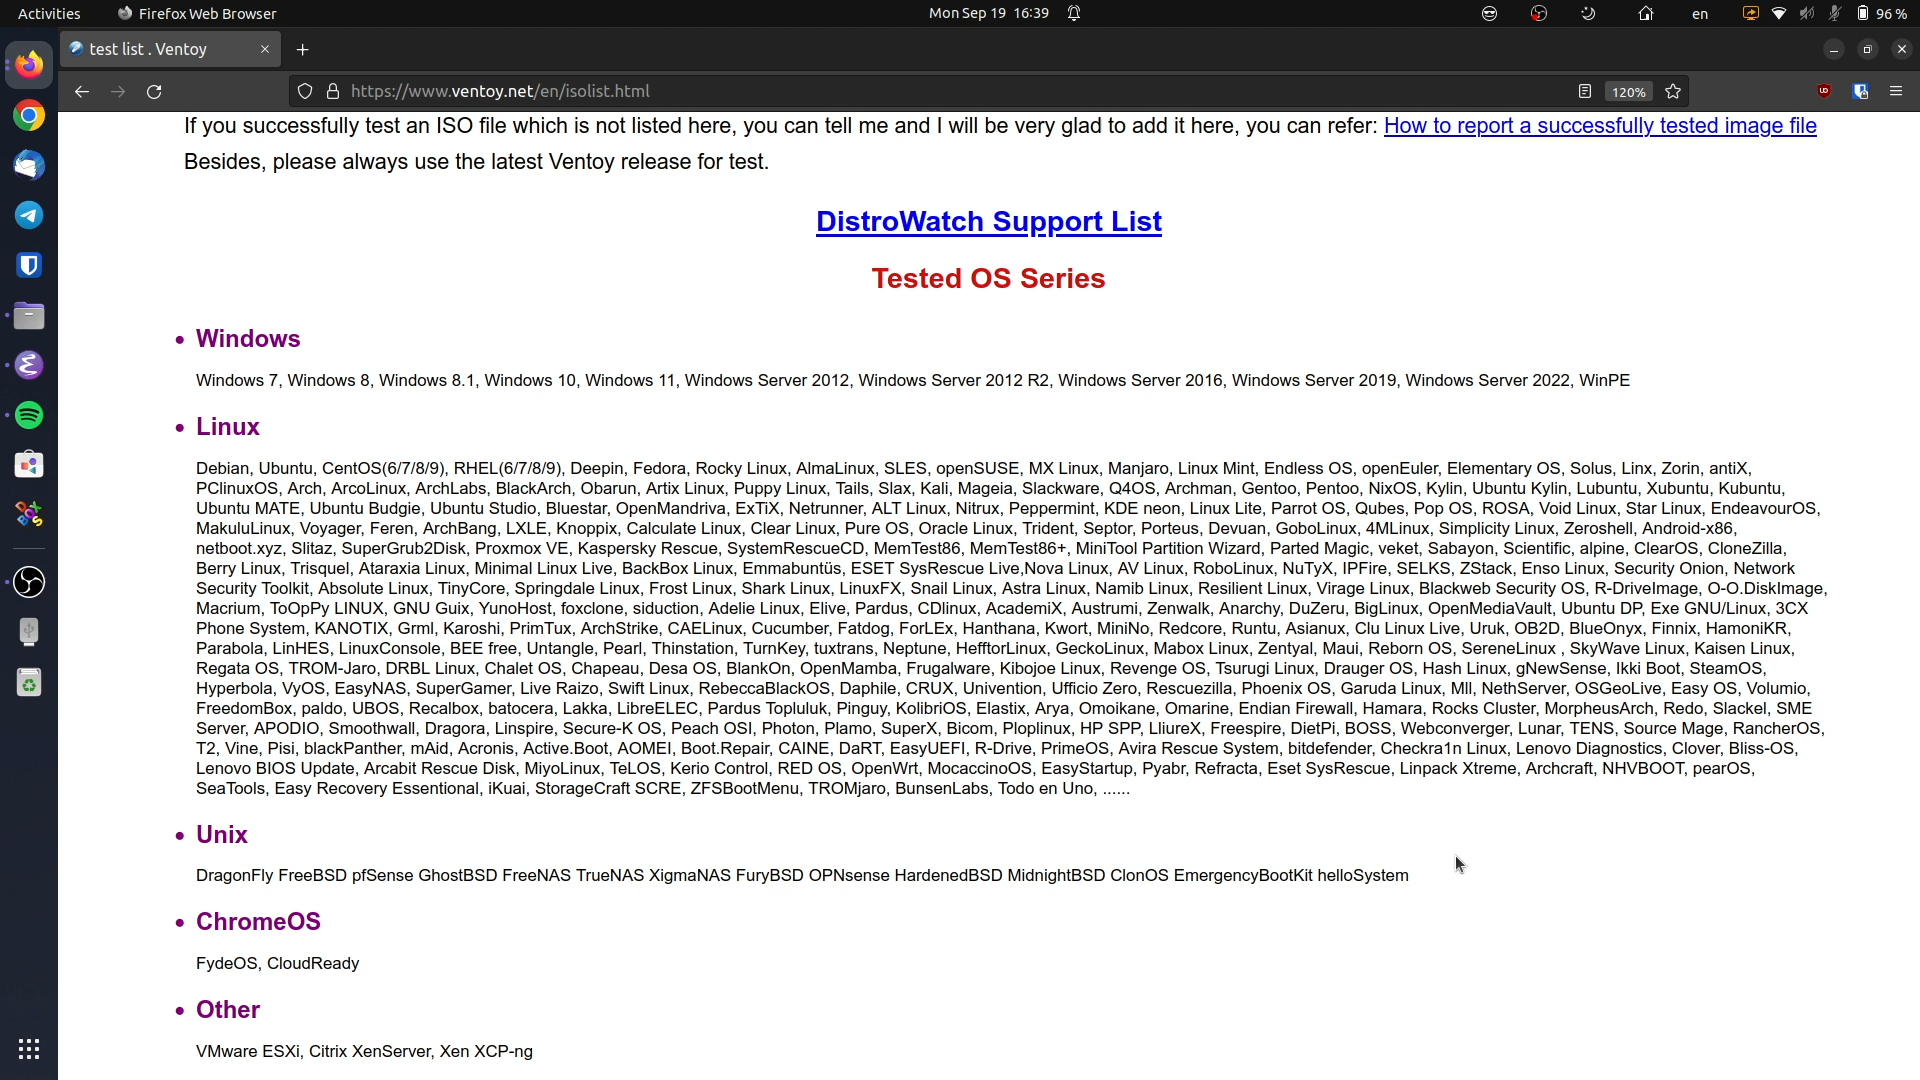 Activities
Firefox Web Browser
Mon Sep 19 16:39
en
96 %
test list . Ventoy
https://www.ventoy.net/en/isolist.html
120%
If you successfully test an ISO file which is not listed here, you can tell me and I will be very glad to add it here, you can refer: How to report a successfully tested image file
Besides, please always use the latest Ventoy release for test.
DistroWatch Support List
Tested OS Series
Windows
Windows 7, Windows 8, Windows 8.1, Windows 10, Windows 11, Windows Server 2012, Windows Server 2012 R2, Windows Server 2016, Windows Server 2019, Windows Server 2022, WinPE
Linux
Debian, Ubuntu, CentOS(6/7/8/9), RHEL(6/7/8/9), Deepin, Fedora, Rocky Linux, AlmaLinux, SLES, openSUSE, MX Linux, Manjaro, Linux Mint, Endless OS, openEuler, Elementary OS, Solus, Linx, Zorin, antiX,
PClinuxOS, Arch, ArcoLinux, ArchLabs, BlackArch, Obarun, Artix Linux, Puppy Linux, Tails, Slax, Kali, Mageia, Slackware, Q4OS, Archman, Gentoo, Pentoo, NixOS, Kylin, Ubuntu Kylin, Lubuntu, Xubuntu, Kubuntu,
Ubuntu MATE, Ubuntu Budgie, Ubuntu Studio, Bluestar, OpenMandriva, ExTiX, Netrunner, ALT Linux, Nitrux, Peppermint, KDE neon, Linux Lite, Parrot OS, Qubes, Pop OS, ROSA, Void Linux, Star Linux, EndeavourOS,
MakuluLinux, Voyager, Feren, ArchBang, LXLE, Knoppix, Calculate Linux, Clear Linux, Pure OS, Oracle Linux, Trident, Septor, Porteus, Devuan, GoboLinux, 4MLinux, Simplicity Linux, Zeroshell, Android-x86,
netboot.xyz, Slitaz, SuperGrub2Disk, Proxmox VE, Kaspersky Rescue, SystemRescueCD, MemTest86, MemTest86+, MiniTool Partition Wizard, Parted Magic, veket, Sabayon, Scientific, alpine, ClearOS, CloneZilla,
Berry Linux, Trisquel, Ataraxia Linux, Minimal Linux Live, BackBox Linux, Emmabuntüs, ESET SysRescue Live,Nova Linux, AV Linux, RoboLinux, NuTyX, IPFire, SELKS, ZStack, Enso Linux, Security Onion, Network
Security Toolkit, Absolute Linux, TinyCore, Springdale Linux, Frost Linux, Shark Linux, LinuxFX, Snail Linux, Astra Linux, Namib Linux, Resilient Linux, Virage Linux, Blackweb Security OS, R-DriveImage, O-O.DiskImage,
Macrium, ToOpPy LINUX, GNU Guix, YunoHost, foxclone, siduction, Adelie Linux, Elive, Pardus, CDlinux, AcademiX, Austrumi, Zenwalk, Anarchy, DuZeru, BigLinux, OpenMediaVault, Ubuntu DP, Exe GNU/Linux, 3CX
Phone System, KANOTIX, Grml, Karoshi, PrimTux, ArchStrike, CAELinux, Cucumber, Fatdog, ForLEx, Hanthana, Kwort, MiniNo, Redcore, Runtu, Asianux, Clu Linux Live, Uruk, OB2D, BlueOnyx, Finnix, HamoniKR,
Parabola, LinHES, LinuxConsole, BEE free, Untangle, Pearl, Thinstation, TurnKey, tuxtrans, Neptune, HefftorLinux, GeckoLinux, Mabox Linux, Zentyal, Maui, Reborn OS, SereneLinux , SkyWave Linux, Kaisen Linux,
Regata OS, TROM-Jaro, DRBL Linux, Chalet OS, Chapeau, Desa OS, BlankOn, OpenMamba, Frugalware, Kibojoe Linux, Revenge OS, Tsurugi Linux, Drauger OS, Hash Linux, gNewSense, Ikki Boot, SteamOS,
Hyperbola, VyOS, EasyNAS, SuperGamer, Live Raizo, Swift Linux, RebeccaBlackOS, Daphile, CRUX, Univention, Ufficio Zero, Rescuezilla, Phoenix OS, Garuda Linux, Mll, NethServer, OSGeoLive, Easy OS, Volumio,
FreedomBox, paldo, UBOS, Recalbox, batocera, Lakka, LibreELEC, Pardus Topluluk, Pinguy, KolibriOS, Elastix, Arya, Omoikane, Omarine, Endian Firewall, Hamara, Rocks Cluster, MorpheusArch, Redo, Slackel, SME
Server, APODIO, Smoothwall, Dragora, Linspire, Secure-K OS, Peach OSI, Photon, Plamo, SuperX, Bicom, Ploplinux, HP SPP, LliureX, Freespire, DietPi, BOSS, Webconverger, Lunar, TENS, Source Mage, RancherOS,
T2, Vine, Pisi, blackPanther, mAid, Acronis, Active.Boot, AOMEI, Boot.Repair, CAINE, DaRT, EasyUEFI, R-Drive, PrimeOS, Avira Rescue System, bitdefender, Checkra1n Linux, Lenovo Diagnostics, Clover, Bliss-OS,
Lenovo BIOS Update, Arcabit Rescue Disk, MiyoLinux, TeLOS, Kerio Control, RED OS, OpenWrt, MocaccinoOS, EasyStartup, Pyabr, Refracta, Eset SysRescue, Linpack Xtreme, Archcraft, NHVBOOT, pearOS,
SeaTools, Easy Recovery Essentional, iKuai, StorageCraft SCRE, ZFSBootMenu, TROMjaro, BunsenLabs, Todo en Uno, ......
Unix
DragonFly FreeBSD pfSense GhostBSD FreeNAS TrueNAS XigmaNAS FuryBSD OPNsense HardenedBSD MidnightBSD ClonOS EmergencyBootKit helloSystem
ChromeOS
FydeOS, CloudReady
Other
VMware ESXi, Citrix XenServer, Xen XCP-ng